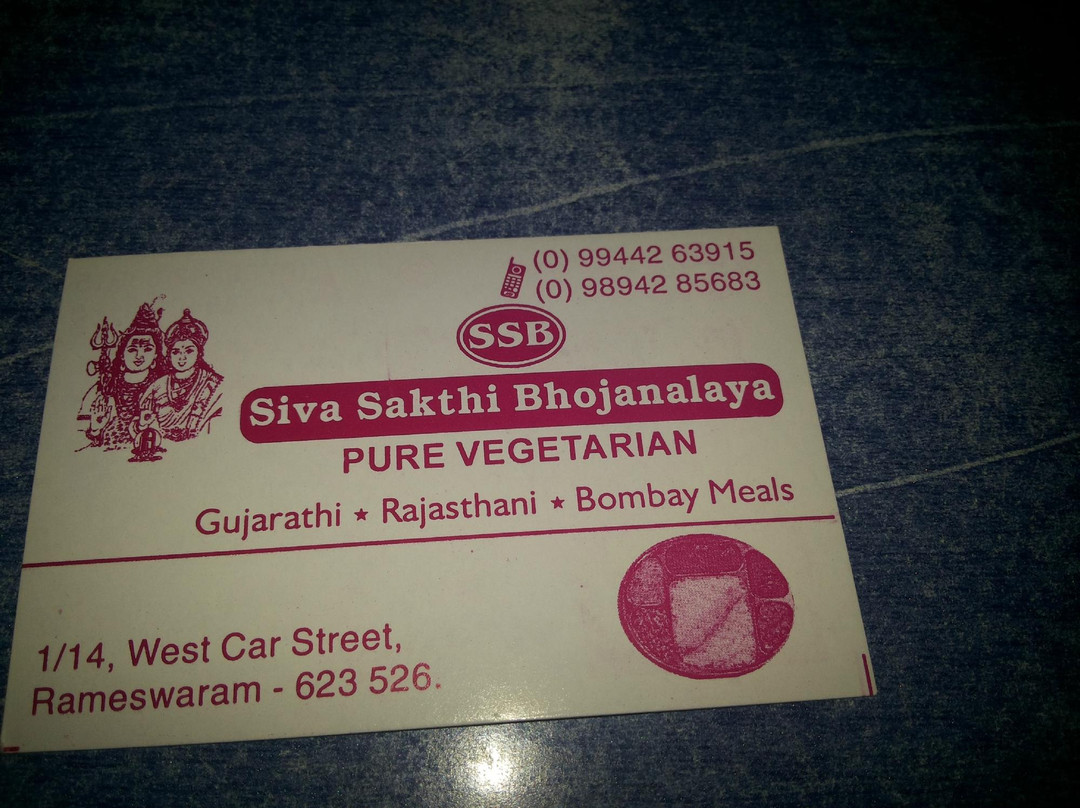 (0) 99442 63915
(0) 98942 85683
SSB
Siva Sakthi Bhojanalaya
PURE VEGETARIAN
Gujarathi ★ Rajasthani ★ Bombay Meals
1/14, West Car Street,
Rameswaram - 623 526.